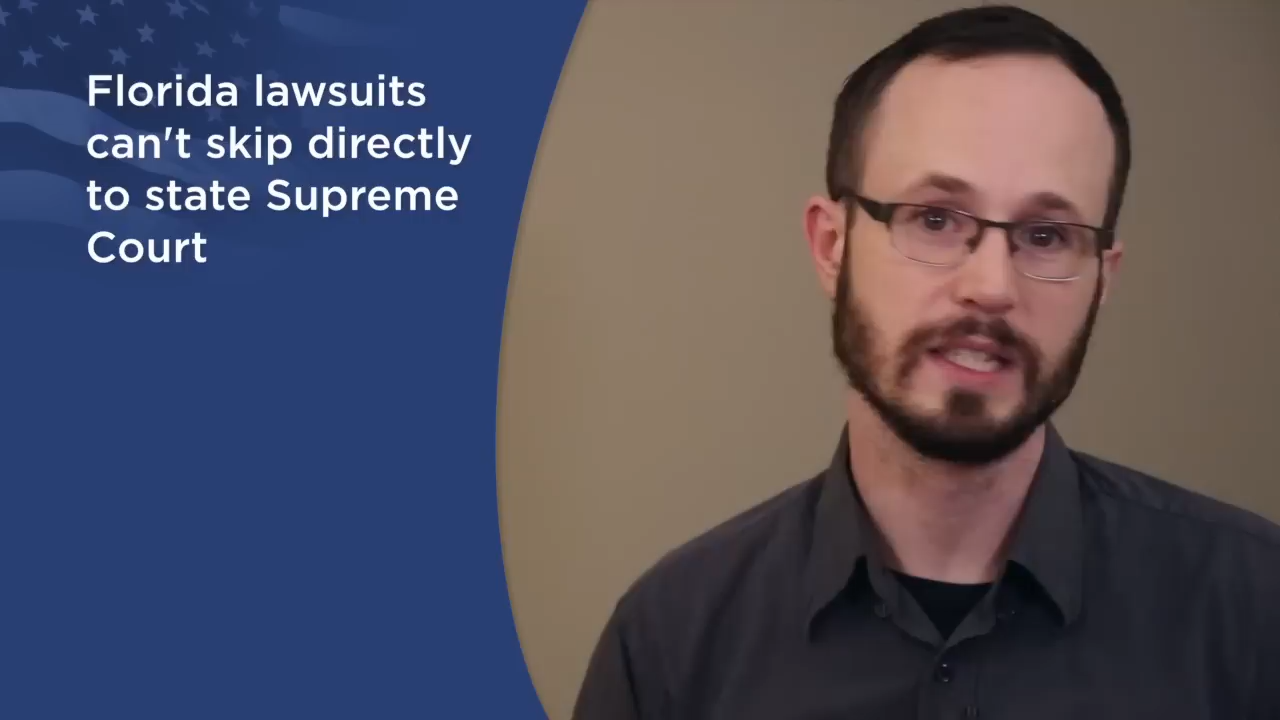 Florida lawsuits
can't skip directly
to state Supreme
Court